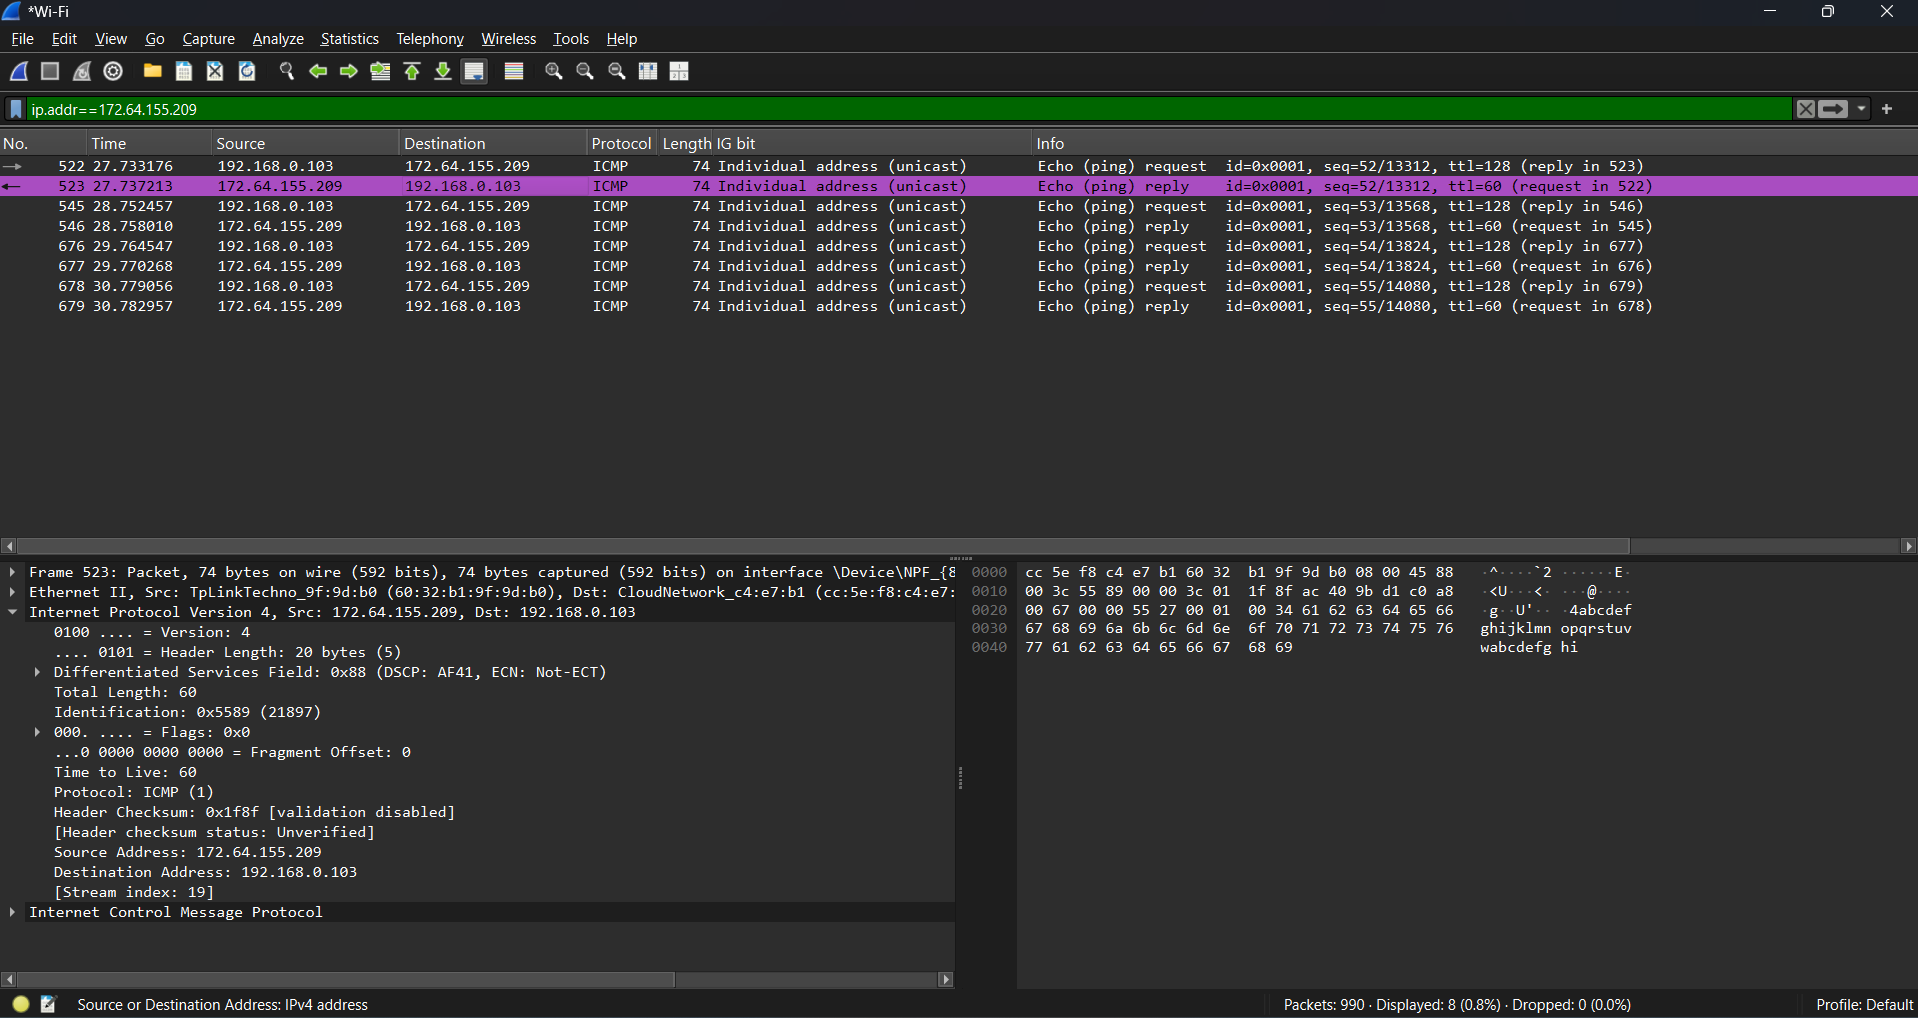 *Wi-Fi
File Edit View Go Capture Analyze Statistics Telephony Wireless Tools Help
ip.addr==172.64.155.209
No. Time Source Destination Protocol Length IG bit Info
522 27.733176 192.168.0.103 172.64.155.209 ICMP 74 Individual address (unicast) Echo (ping) request id=0x0001, seq=52/13312, ttl=128 (reply in 523)
523 27.737213 172.64.155.209 192.168.0.103 ICMP 74 Individual address (unicast) Echo (ping) reply id=0x0001, seq=52/13312, ttl=60 (request in 522)
545 28.752457 192.168.0.103 172.64.155.209 ICMP 74 Individual address (unicast) Echo (ping) request id=0x0001, seq=53/13568, ttl=128 (reply in 546)
546 28.758010 172.64.155.209 192.168.0.103 ICMP 74 Individual address (unicast) Echo (ping) reply id=0x0001, seq=53/13568, ttl=60 (request in 545)
676 29.764547 192.168.0.103 172.64.155.209 ICMP 74 Individual address (unicast) Echo (ping) request id=0x0001, seq=54/13824, ttl=128 (reply in 677)
677 29.770268 172.64.155.209 192.168.0.103 ICMP 74 Individual address (unicast) Echo (ping) reply id=0x0001, seq=54/13824, ttl=60 (request in 676)
678 30.779056 192.168.0.103 172.64.155.209 ICMP 74 Individual address (unicast) Echo (ping) request id=0x0001, seq=55/14080, ttl=128 (reply in 679)
679 30.782957 172.64.155.209 192.168.0.103 ICMP 74 Individual address (unicast) Echo (ping) reply id=0x0001, seq=55/14080, ttl=60 (request in 678)
Frame 523: Packet, 74 bytes on wire (592 bits), 74 bytes captured (592 bits) on interface \Device\NPF_{8
Ethernet II, Src: TpLinkTechno_9f:9d:b0 (60:32:b1:9f:9d:b0), Dst: CloudNetwork_c4:e7:b1 (cc:5e:f8:c4:e7:
Internet Protocol Version 4, Src: 172.64.155.209, Dst: 192.168.0.103
0100 .... = Version: 4
.... 0101 = Header Length: 20 bytes (5)
Differentiated Services Field: 0x88 (DSCP: AF41, ECN: Not-ECT)
Total Length: 60
Identification: 0x5589 (21897)
000. .... = Flags: 0x0
...0 0000 0000 0000 = Fragment Offset: 0
Time to Live: 60
Protocol: ICMP (1)
Header Checksum: 0x1f8f [validation disabled]
[Header checksum status: Unverified]
Source Address: 172.64.155.209
Destination Address: 192.168.0.103
[Stream index: 19]
Internet Control Message Protocol
0000 cc 5e f8 c4 e7 b1 60 32 b1 9f 9d b0 08 00 45 88 ·^····`2 ······E·
0010 00 3c 55 89 00 00 3c 01 1f 8f ac 40 9b d1 c0 a8 ·<U···<· ···@····
0020 00 67 00 00 55 27 00 01 00 34 61 62 63 64 65 66 ·g··U'·· ·4abcdef
0030 67 68 69 6a 6b 6c 6d 6e 6f 70 71 72 73 74 75 76 ghijklmn opqrstuv
0040 77 61 62 63 64 65 66 67 68 69 wabcdefg hi
Source or Destination Address: IPv4 address
Packets: 990 · Displayed: 8 (0.8%) · Dropped: 0 (0.0%)
Profile: Default